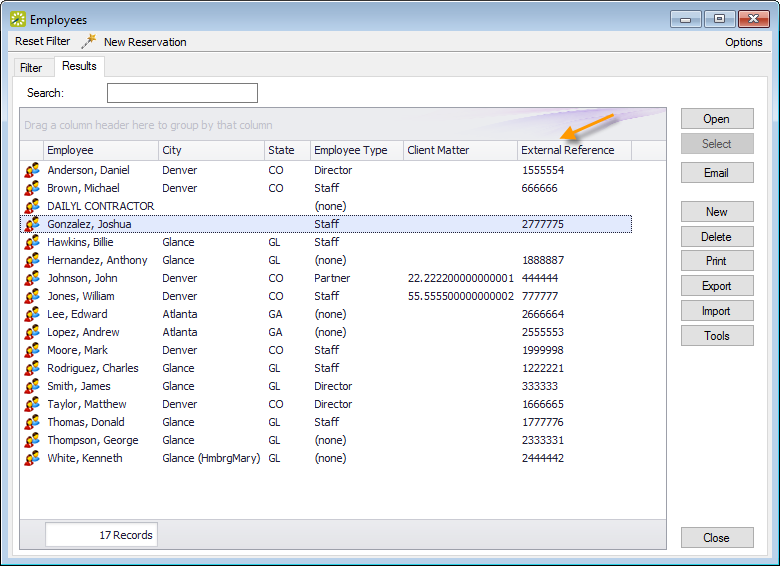 Employees
Reset Filter New Reservation Options
Filter Results
Search:
Drag a column header here to group by that column
Employee City State Employee Type Client Matter External Reference
Anderson, Daniel Denver CO Director 1555554
Brown, Michael Denver CO Staff 666666
DAILYL CONTRACTOR (none)
Gonzalez, Joshua Staff 2777775
Hawkins, Billie Glance GL Staff
Hernandez, Anthony Glance GL (none) 1888887
Johnson, John Denver CO Partner 22.222200000000001 444444
Jones, William Denver CO Staff 55.555500000000002 777777
Lee, Edward Atlanta GA (none) 2666664
Lopez, Andrew Atlanta GA (none) 2555553
Moore, Mark Denver CO Staff 1999998
Rodriguez, Charles Glance GL Staff 1222221
Smith, James Glance GL Director 333333
Taylor, Matthew Denver CO Director 1666665
Thomas, Donald Glance GL Staff 1777776
Thompson, George Glance GL (none) 2333331
White, Kenneth Glance (HmbrgMary) GL (none) 2444442
17 Records
Open
Select
Email
New
Delete
Print
Export
Import
Tools
Close